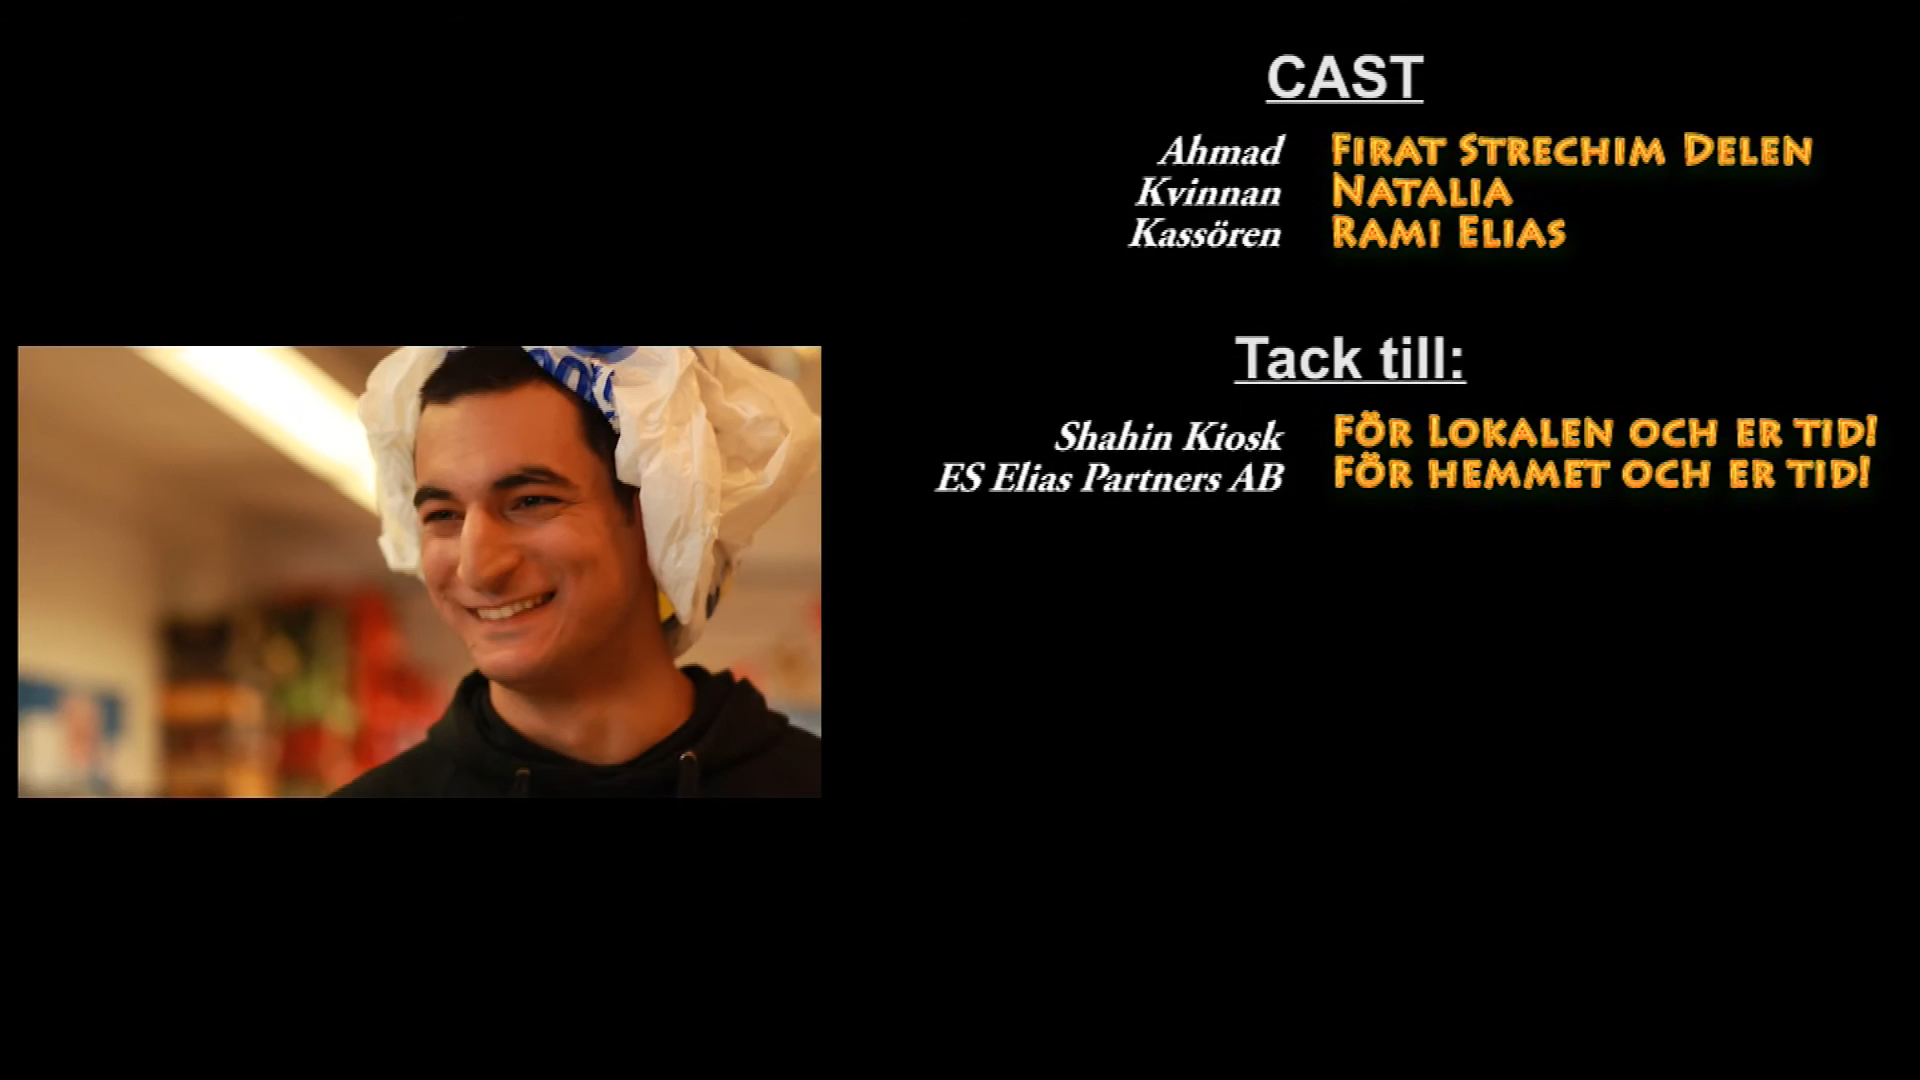 CAST
Ahmad Firat Strechim Delen
Kvinnan Natalia
Kassören Rami Elias
Tack till:
Shahin Kiosk För Lokalen och er tid!
ES Elias Partners AB För hemmet och er tid!